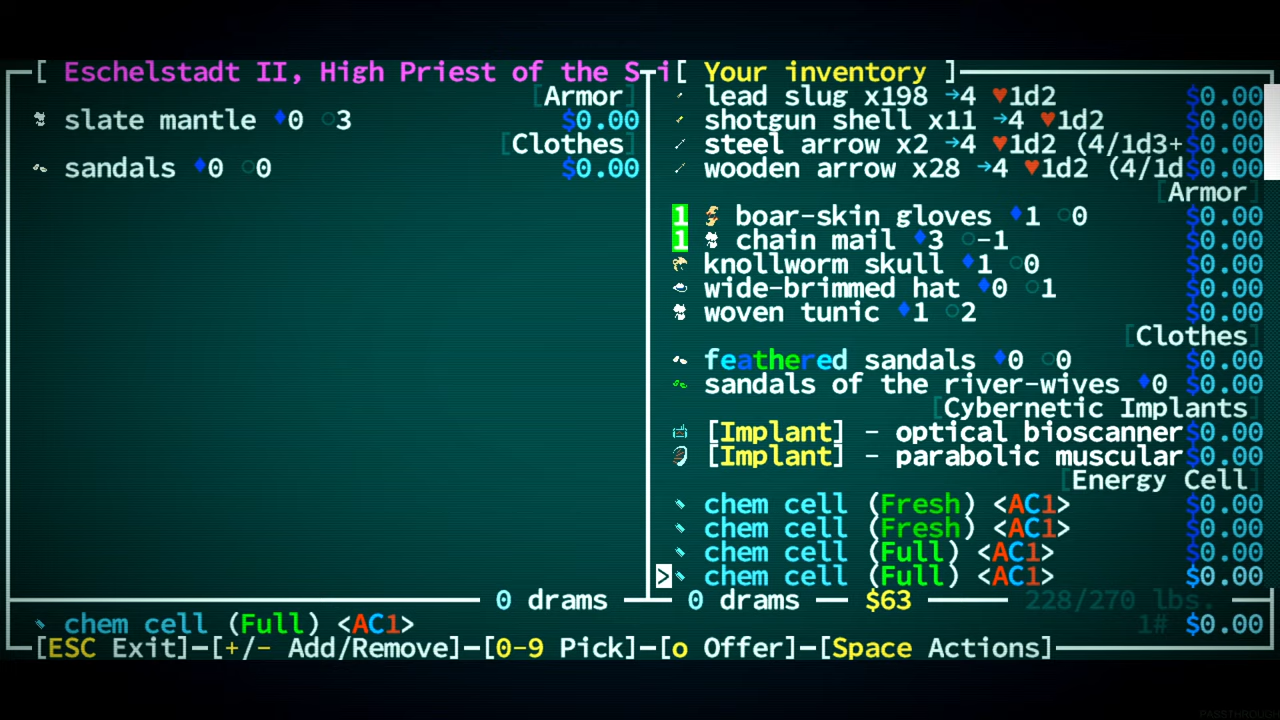 [ Eschelstadt II, High Priest of the S i[ Your inventory ]
[Armor]
slate mantle ♦0 ○3 $0.00
[Clothes]
sandals ♦0 ○0 $0.00
lead slug x198 →4 ♥1d2 $0.00
shotgun shell x11 →4 ♥1d2 $0.00
steel arrow x2 →4 ♥1d2 (4/1d3+ $0.00
wooden arrow x28 →4 ♥1d2 (4/1d $0.00
[Armor]
1 boar-skin gloves ♦1 ○0 $0.00
1 chain mail ♦3 ○-1 $0.00
knollworm skull ♦1 ○0 $0.00
wide-brimmed hat ♦0 ○1 $0.00
woven tunic ♦1 ○2 $0.00
[Clothes]
feathered sandals ♦0 ○0 $0.00
sandals of the river-wives ♦0 $0.00
[Cybernetic Implants]
[Implant] - optical bioscanner $0.00
[Implant] - parabolic muscular $0.00
[Energy Cell]
chem cell (Fresh) <AC1> $0.00
chem cell (Fresh) <AC1> $0.00
chem cell (Full) <AC1> $0.00
> chem cell (Full) <AC1> $0.00
0 drams 0 drams $63 228/270 lbs.
chem cell (Full) <AC1> 1# $0.00
[ESC Exit]-[+/- Add/Remove]-[0-9 Pick]-[o Offer]-[Space Actions]